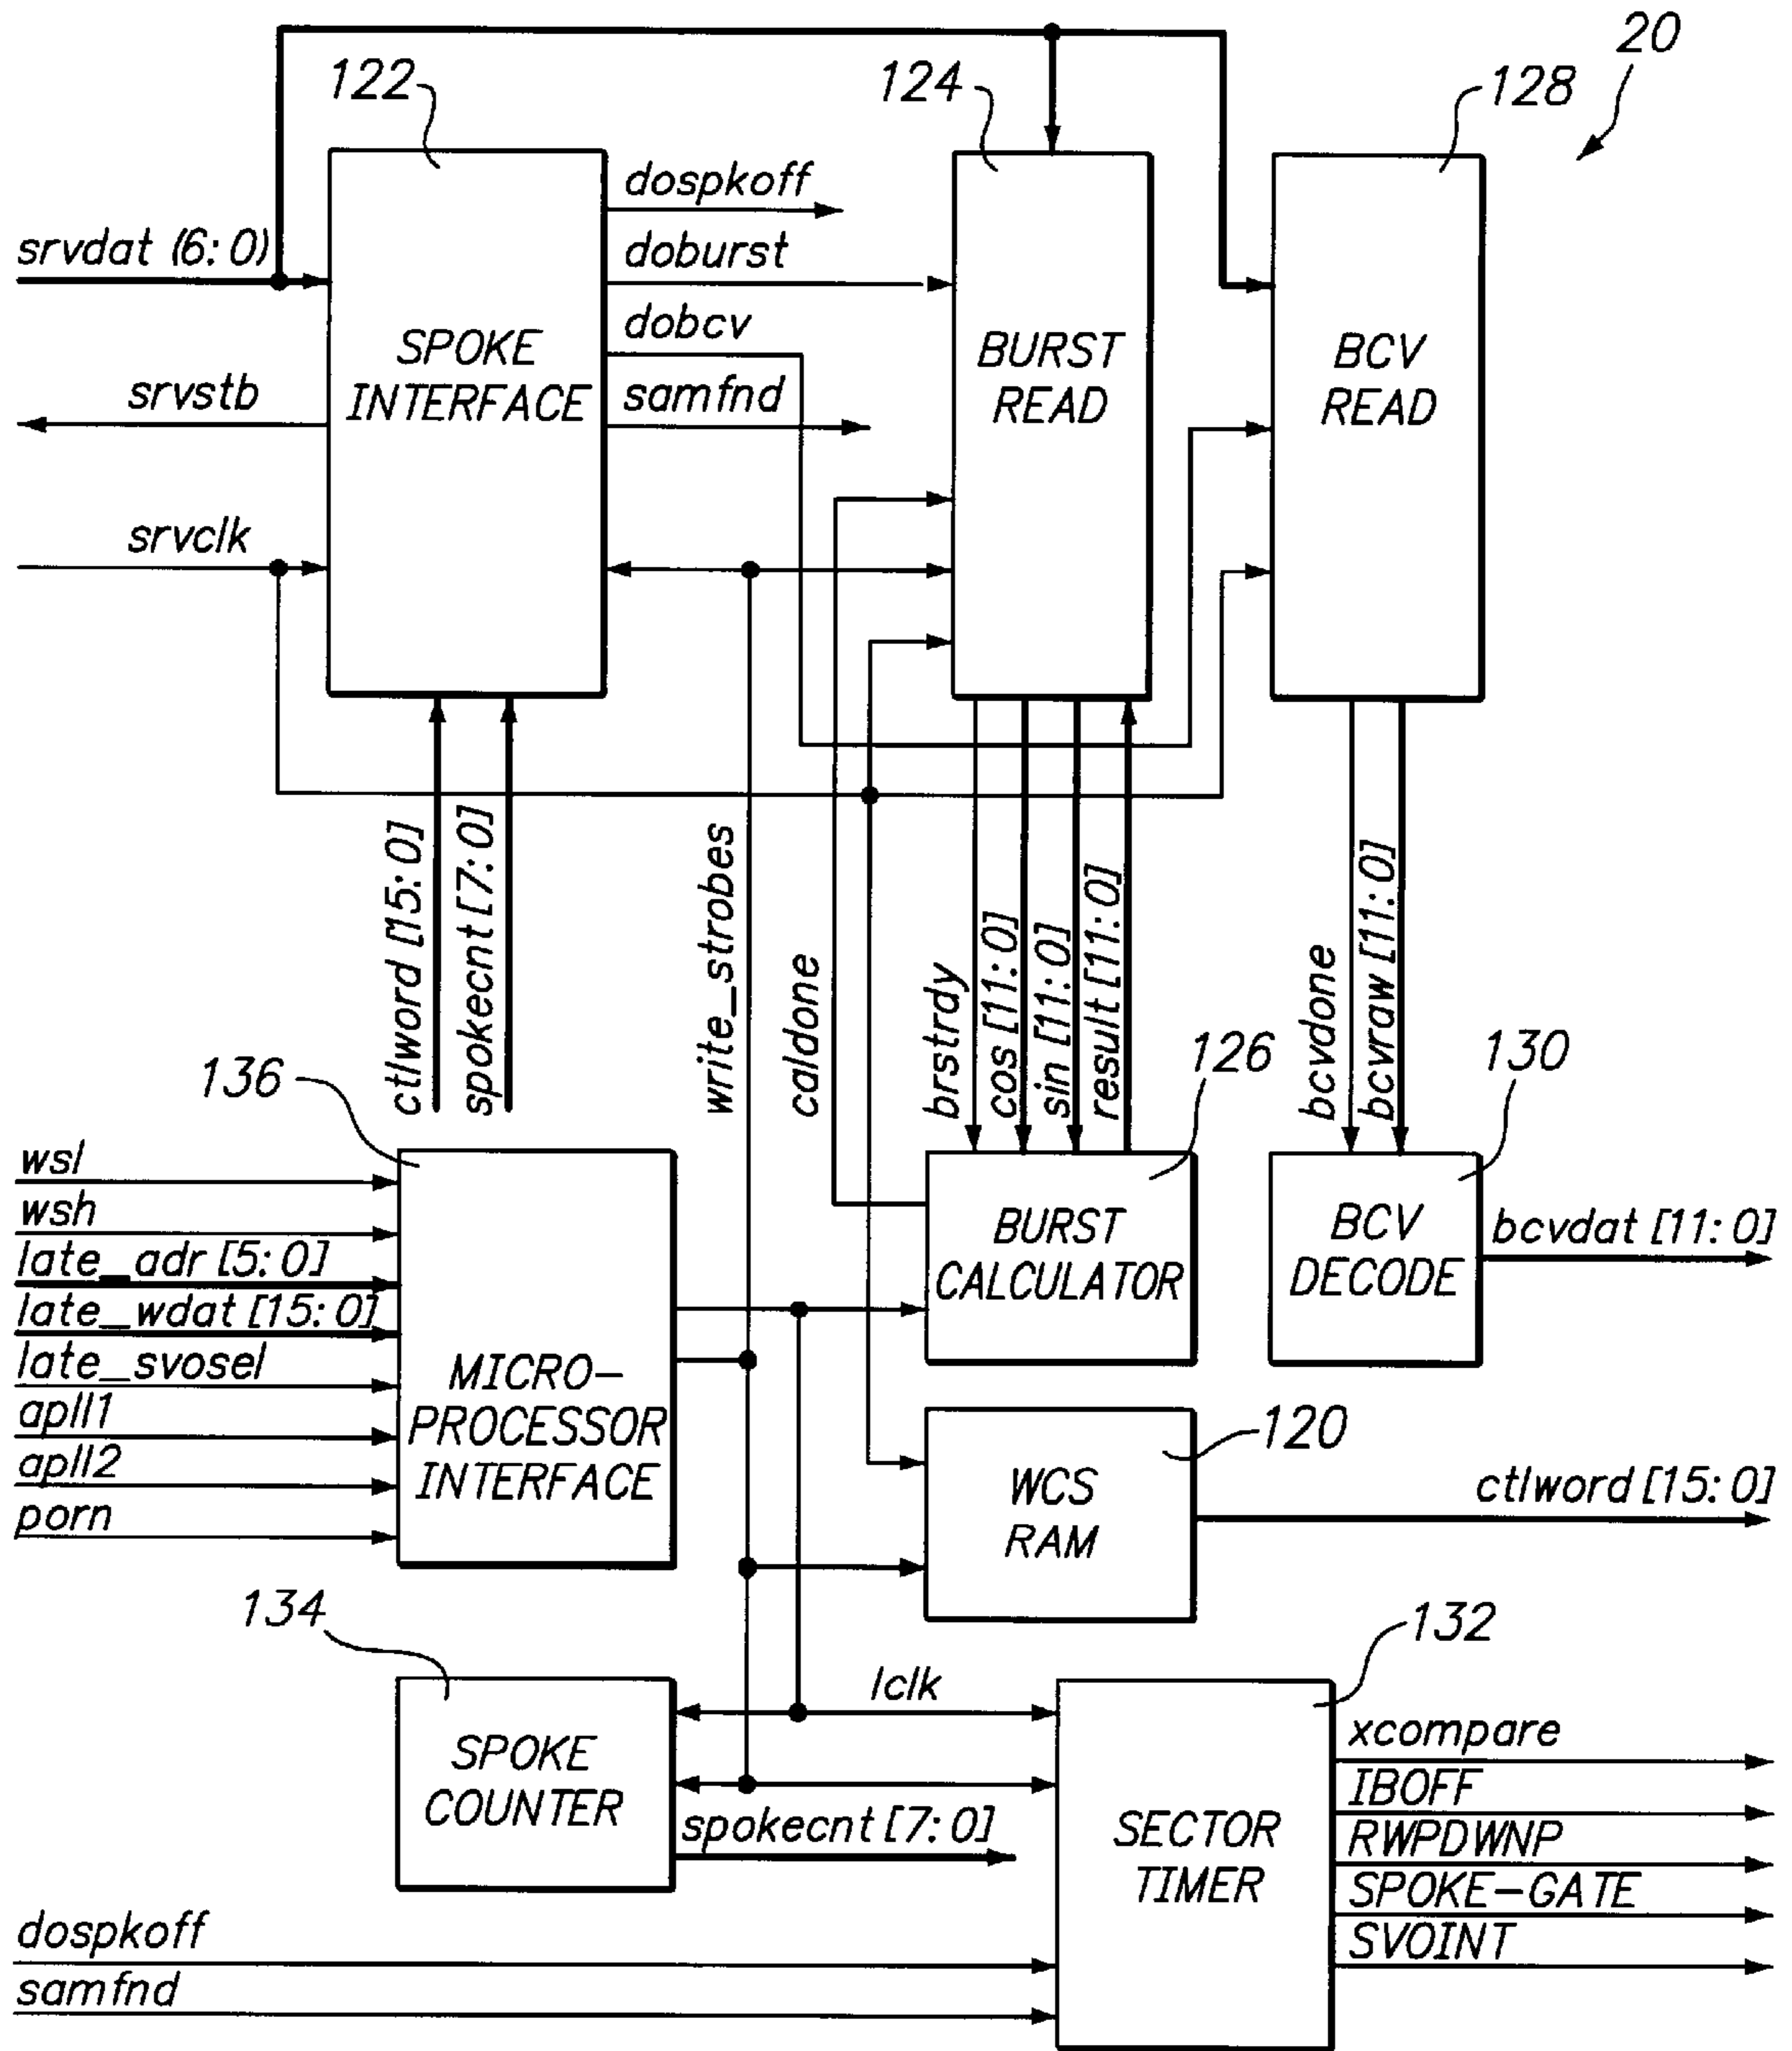 20
122
124
128
dospkoff
srvdat (6:0)
doburst
dobcv
SPOKE
INTERFACE
BURST
READ
BCV
READ
srvstb
samfnd
srvclk
ctlword [15:0]
spokecnt [7:0]
write_strobes
caldone
brstrdy
cos [11:0]
sin [11:0]
result [11:0]
bcvdone
bcvraw [11:0]
136
126
130
wsl
wsh
late_adr [5:0]
late_wdat [15:0]
late_svosel
apll1
apll2
porn
MICRO-
PROCESSOR
INTERFACE
BURST
CALCULATOR
BCV
DECODE
bcvdat [11:0]
120
WCS
RAM
ctlword [15:0]
134
132
lclk
SPOKE
COUNTER
spokecnt [7:0]
SECTOR
TIMER
xcompare
IBOFF
RWPDWNP
SPOKE-GATE
SVOINT
dospkoff
samfnd